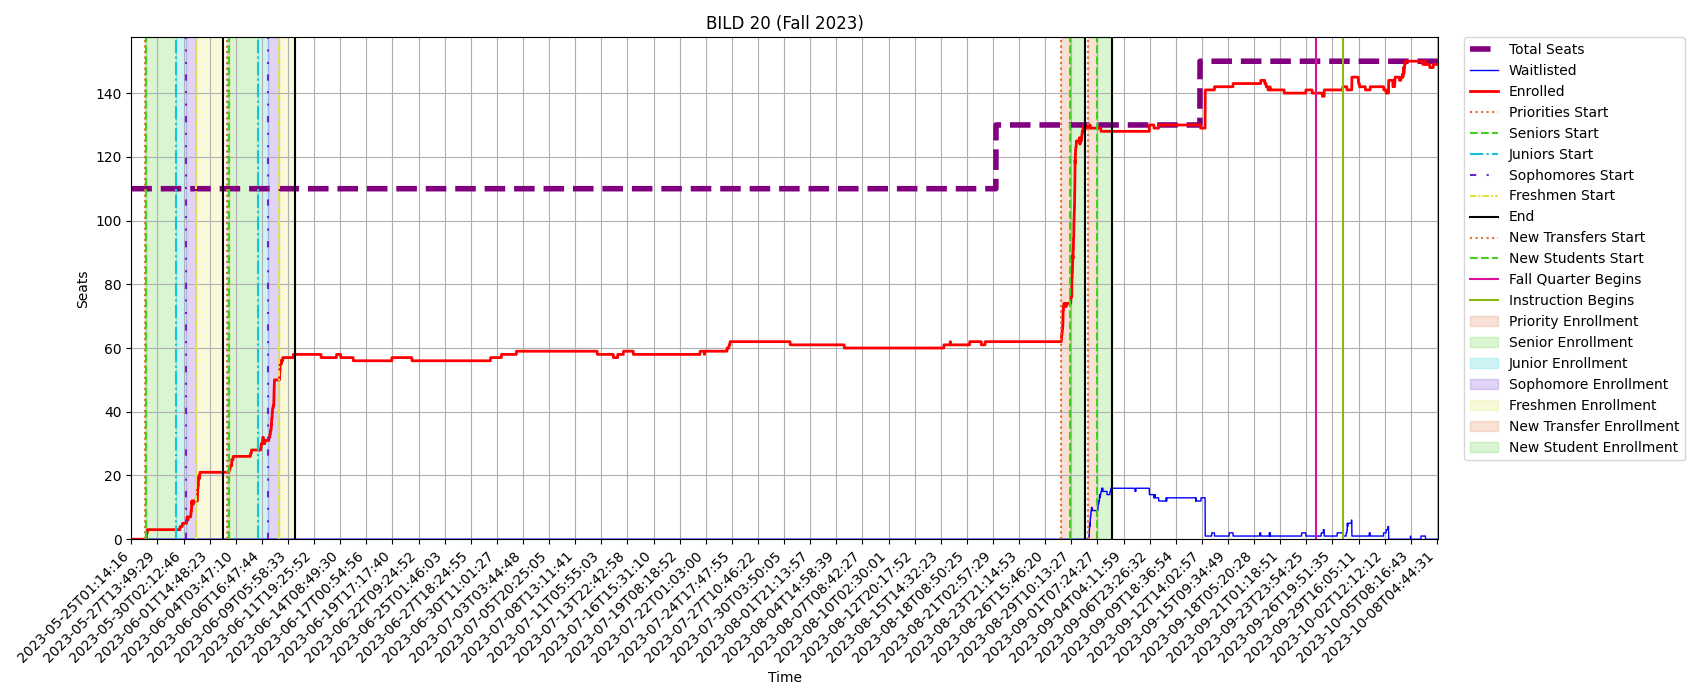 BILD 20 (Fall 2023)
Seats
140
120
100
80
60
40
20
0
2023-05-25T01:14:16
2023-05-27T13:49:29
2023-05-30T02:12:46
2023-06-01T14:48:23
2023-06-04T03:47:10
2023-06-06T16:47:44
2023-06-09T05:58:33
2023-06-11T19:25:52
2023-06-14T08:49:30
2023-06-17T00:54:56
2023-06-19T17:17:40
2023-06-22T09:24:52
2023-06-25T01:46:03
2023-06-27T18:24:55
2023-06-30T11:01:27
2023-07-03T03:44:48
2023-07-05T20:25:05
2023-07-08T13:11:41
2023-07-11T05:55:03
2023-07-13T22:42:58
2023-07-16T15:31:10
2023-07-19T08:18:52
2023-07-22T01:03:00
2023-07-24T17:47:55
2023-07-27T10:46:22
2023-07-30T03:50:05
2023-08-01T21:13:57
2023-08-04T14:58:39
2023-08-07T08:42:27
2023-08-10T02:30:01
2023-08-12T20:17:52
2023-08-15T14:32:23
2023-08-18T08:50:25
2023-08-21T02:57:29
2023-08-23T21:14:53
2023-08-26T15:46:20
2023-08-29T10:13:27
2023-09-01T07:24:27
2023-09-04T04:11:59
2023-09-06T23:26:32
2023-09-09T18:36:54
2023-09-12T14:02:57
2023-09-15T09:34:49
2023-09-18T05:20:28
2023-09-21T01:18:51
2023-09-23T23:54:25
2023-09-26T19:51:35
2023-09-29T16:05:11
2023-10-02T12:12:12
2023-10-05T08:16:43
2023-10-08T04:44:31
Time
Total Seats
Waitlisted
Enrolled
Priorities Start
Seniors Start
Juniors Start
Sophomores Start
Freshmen Start
End
New Transfers Start
New Students Start
Fall Quarter Begins
Instruction Begins
Priority Enrollment
Senior Enrollment
Junior Enrollment
Sophomore Enrollment
Freshmen Enrollment
New Transfer Enrollment
New Student Enrollment